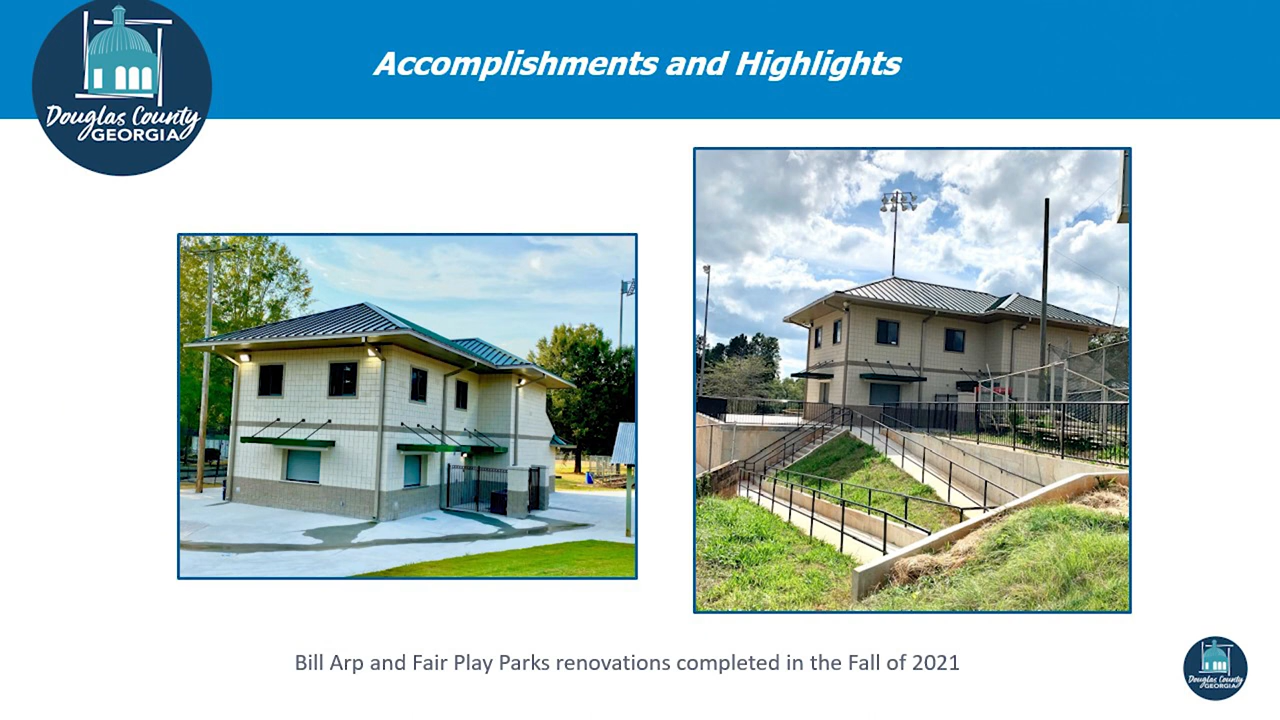 Accomplishments and Highlights
Douglas County
GEORGIA
Bill Arp and Fair Play Parks renovations completed in the Fall of 2021
Douglas County
GEORGIA